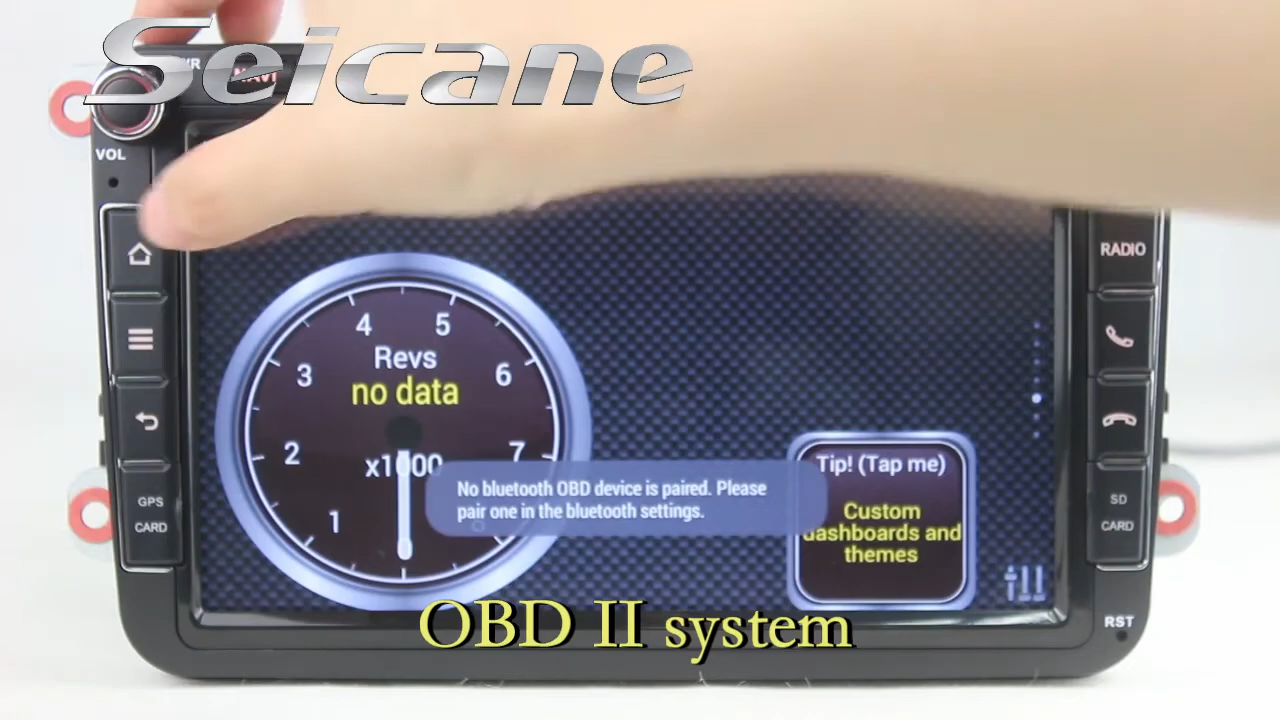 Seicane
NAVI
VOL
RADIO
4
5
Revs
3
6
no data
2
7
x1000
Tip! (Tap me)
No bluetooth OBD device is paired. Please
pair one in the bluetooth settings.
Custom
dashboards and
themes
1
GPS
CARD
SD
CARD
OBD II system
RST